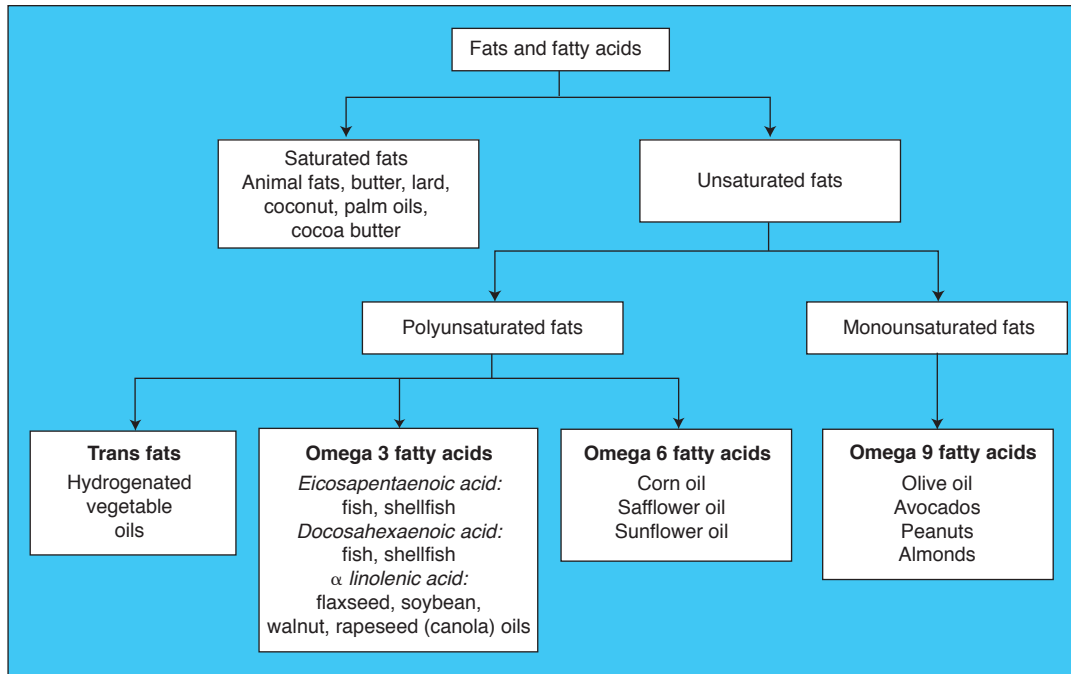 Fats and fatty acids
Saturated fats
Animal fats, butter, lard,
coconut, palm oils,
cocoa butter
Unsaturated fats
Polyunsaturated fats
Monounsaturated fats
Trans fats
Hydrogenated
vegetable
oils
Omega 3 fatty acids
Eicosapentaenoic acid:
fish, shellfish
Docosahexaenoic acid:
fish, shellfish
α linolenic acid:
flaxseed, soybean,
walnut, rapeseed (canola) oils
Omega 6 fatty acids
Corn oil
Safflower oil
Sunflower oil
Omega 9 fatty acids
Olive oil
Avocados
Peanuts
Almonds